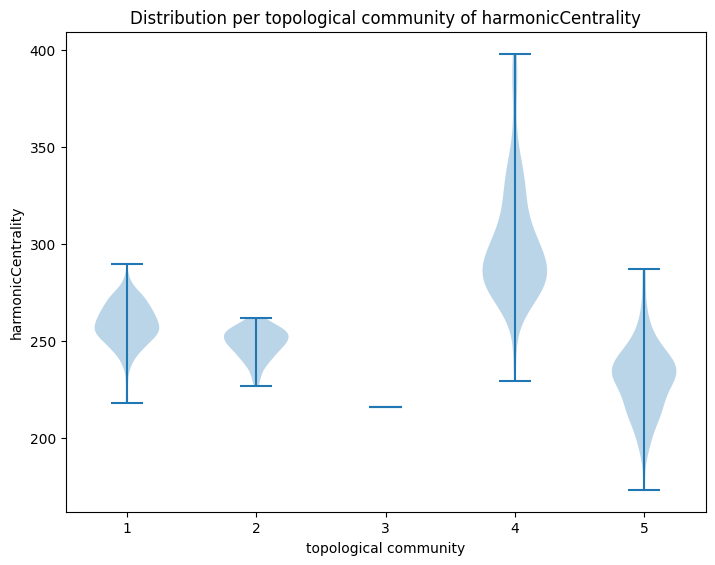 Distribution per topological community of harmonicCentrality
harmonicCentrality
400
350
300
250
200
1 2 3 4 5
topological community